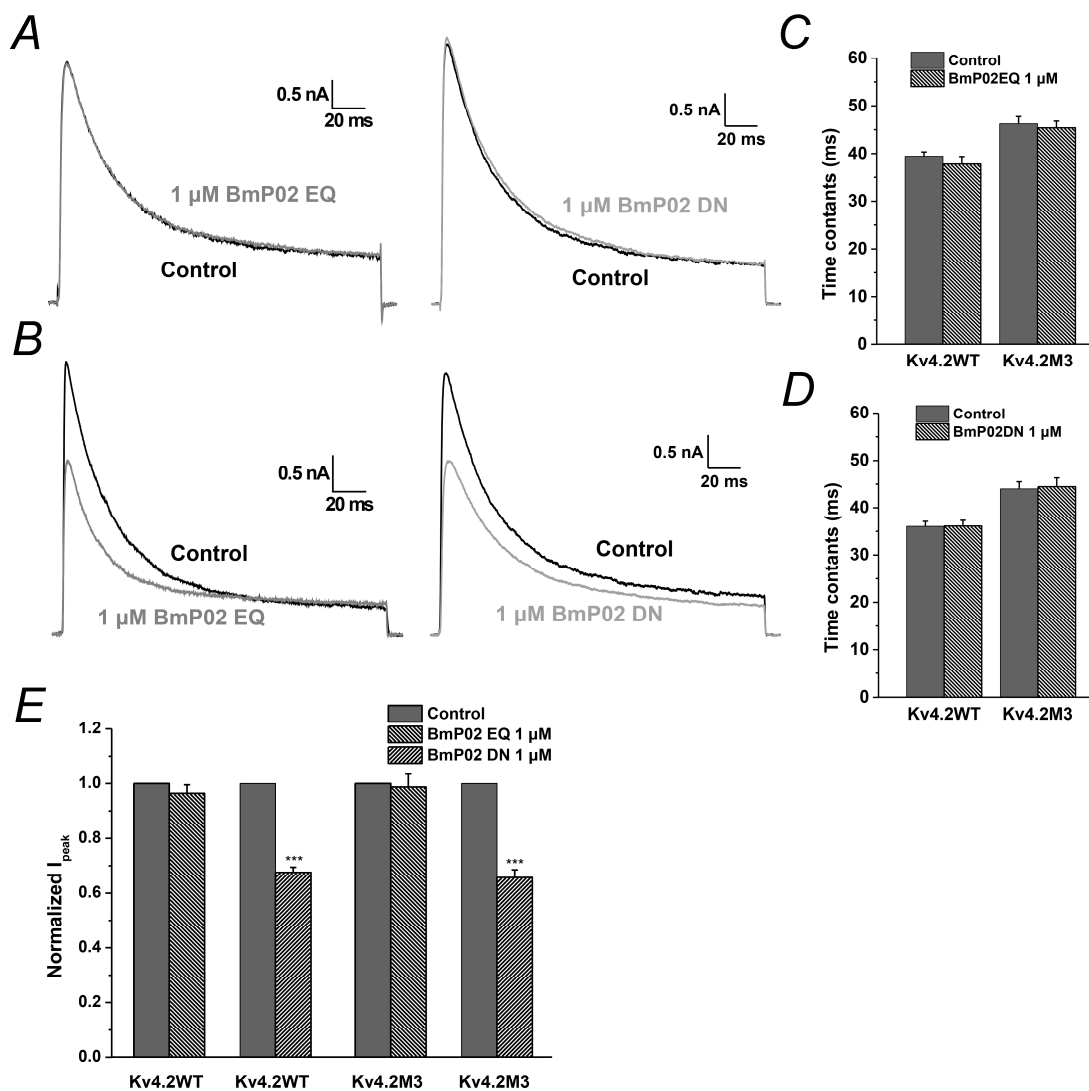 A
0.5 nA
20 ms
1 µM BmP02 EQ
Control
0.5 nA
20 ms
1 µM BmP02 DN
Control
B
0.5 nA
20 ms
Control
1 µM BmP02 EQ
0.5 nA
20 ms
Control
1 µM BmP02 DN
C
Control
BmP02EQ 1 µM
Time contants (ms)
60
50
40
30
20
10
0
Kv4.2WT Kv4.2M3
D
Control
BmP02DN 1 µM
Time contants (ms)
60
50
40
30
20
10
0
Kv4.2WT Kv4.2M3
E
Control
BmP02 EQ 1 µM
BmP02 DN 1 µM
Normalized Ipeak
1.2
1.0
0.8
0.6
0.4
0.2
0.0
***
***
Kv4.2WT Kv4.2WT Kv4.2M3 Kv4.2M3